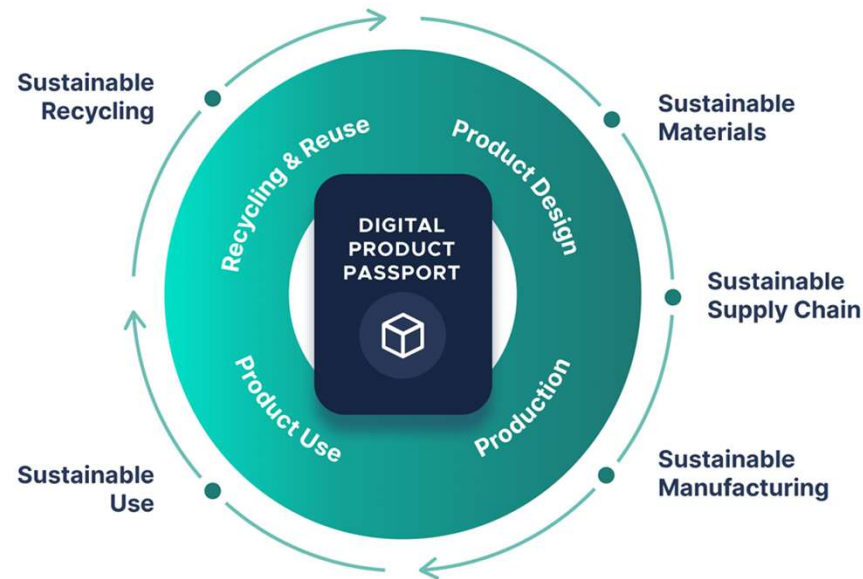 Sustainable
Recycling
Sustainable
Materials
Recycling & Reuse
Product Design
DIGITAL
PRODUCT
PASSPORT
Sustainable
Supply Chain
Product Use
Production
Sustainable
Use
Sustainable
Manufacturing